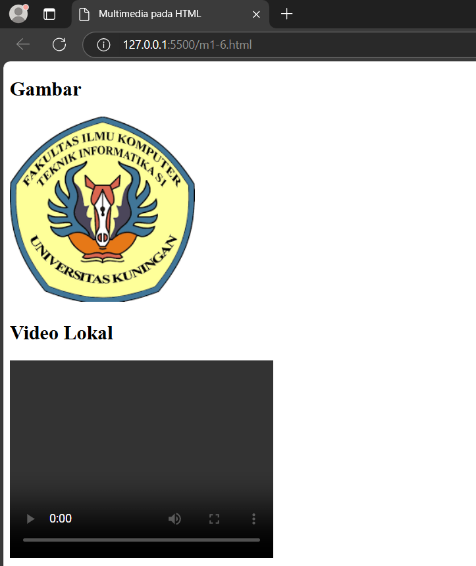 Multimedia pada HTML
127.0.0.1:5500/m1-6.html
Gambar
FAKULTAS ILMU KOMPUTER
TEKNIK INFORMATIKA S1
UNIVERSITAS KUNINGAN
Video Lokal
0:00